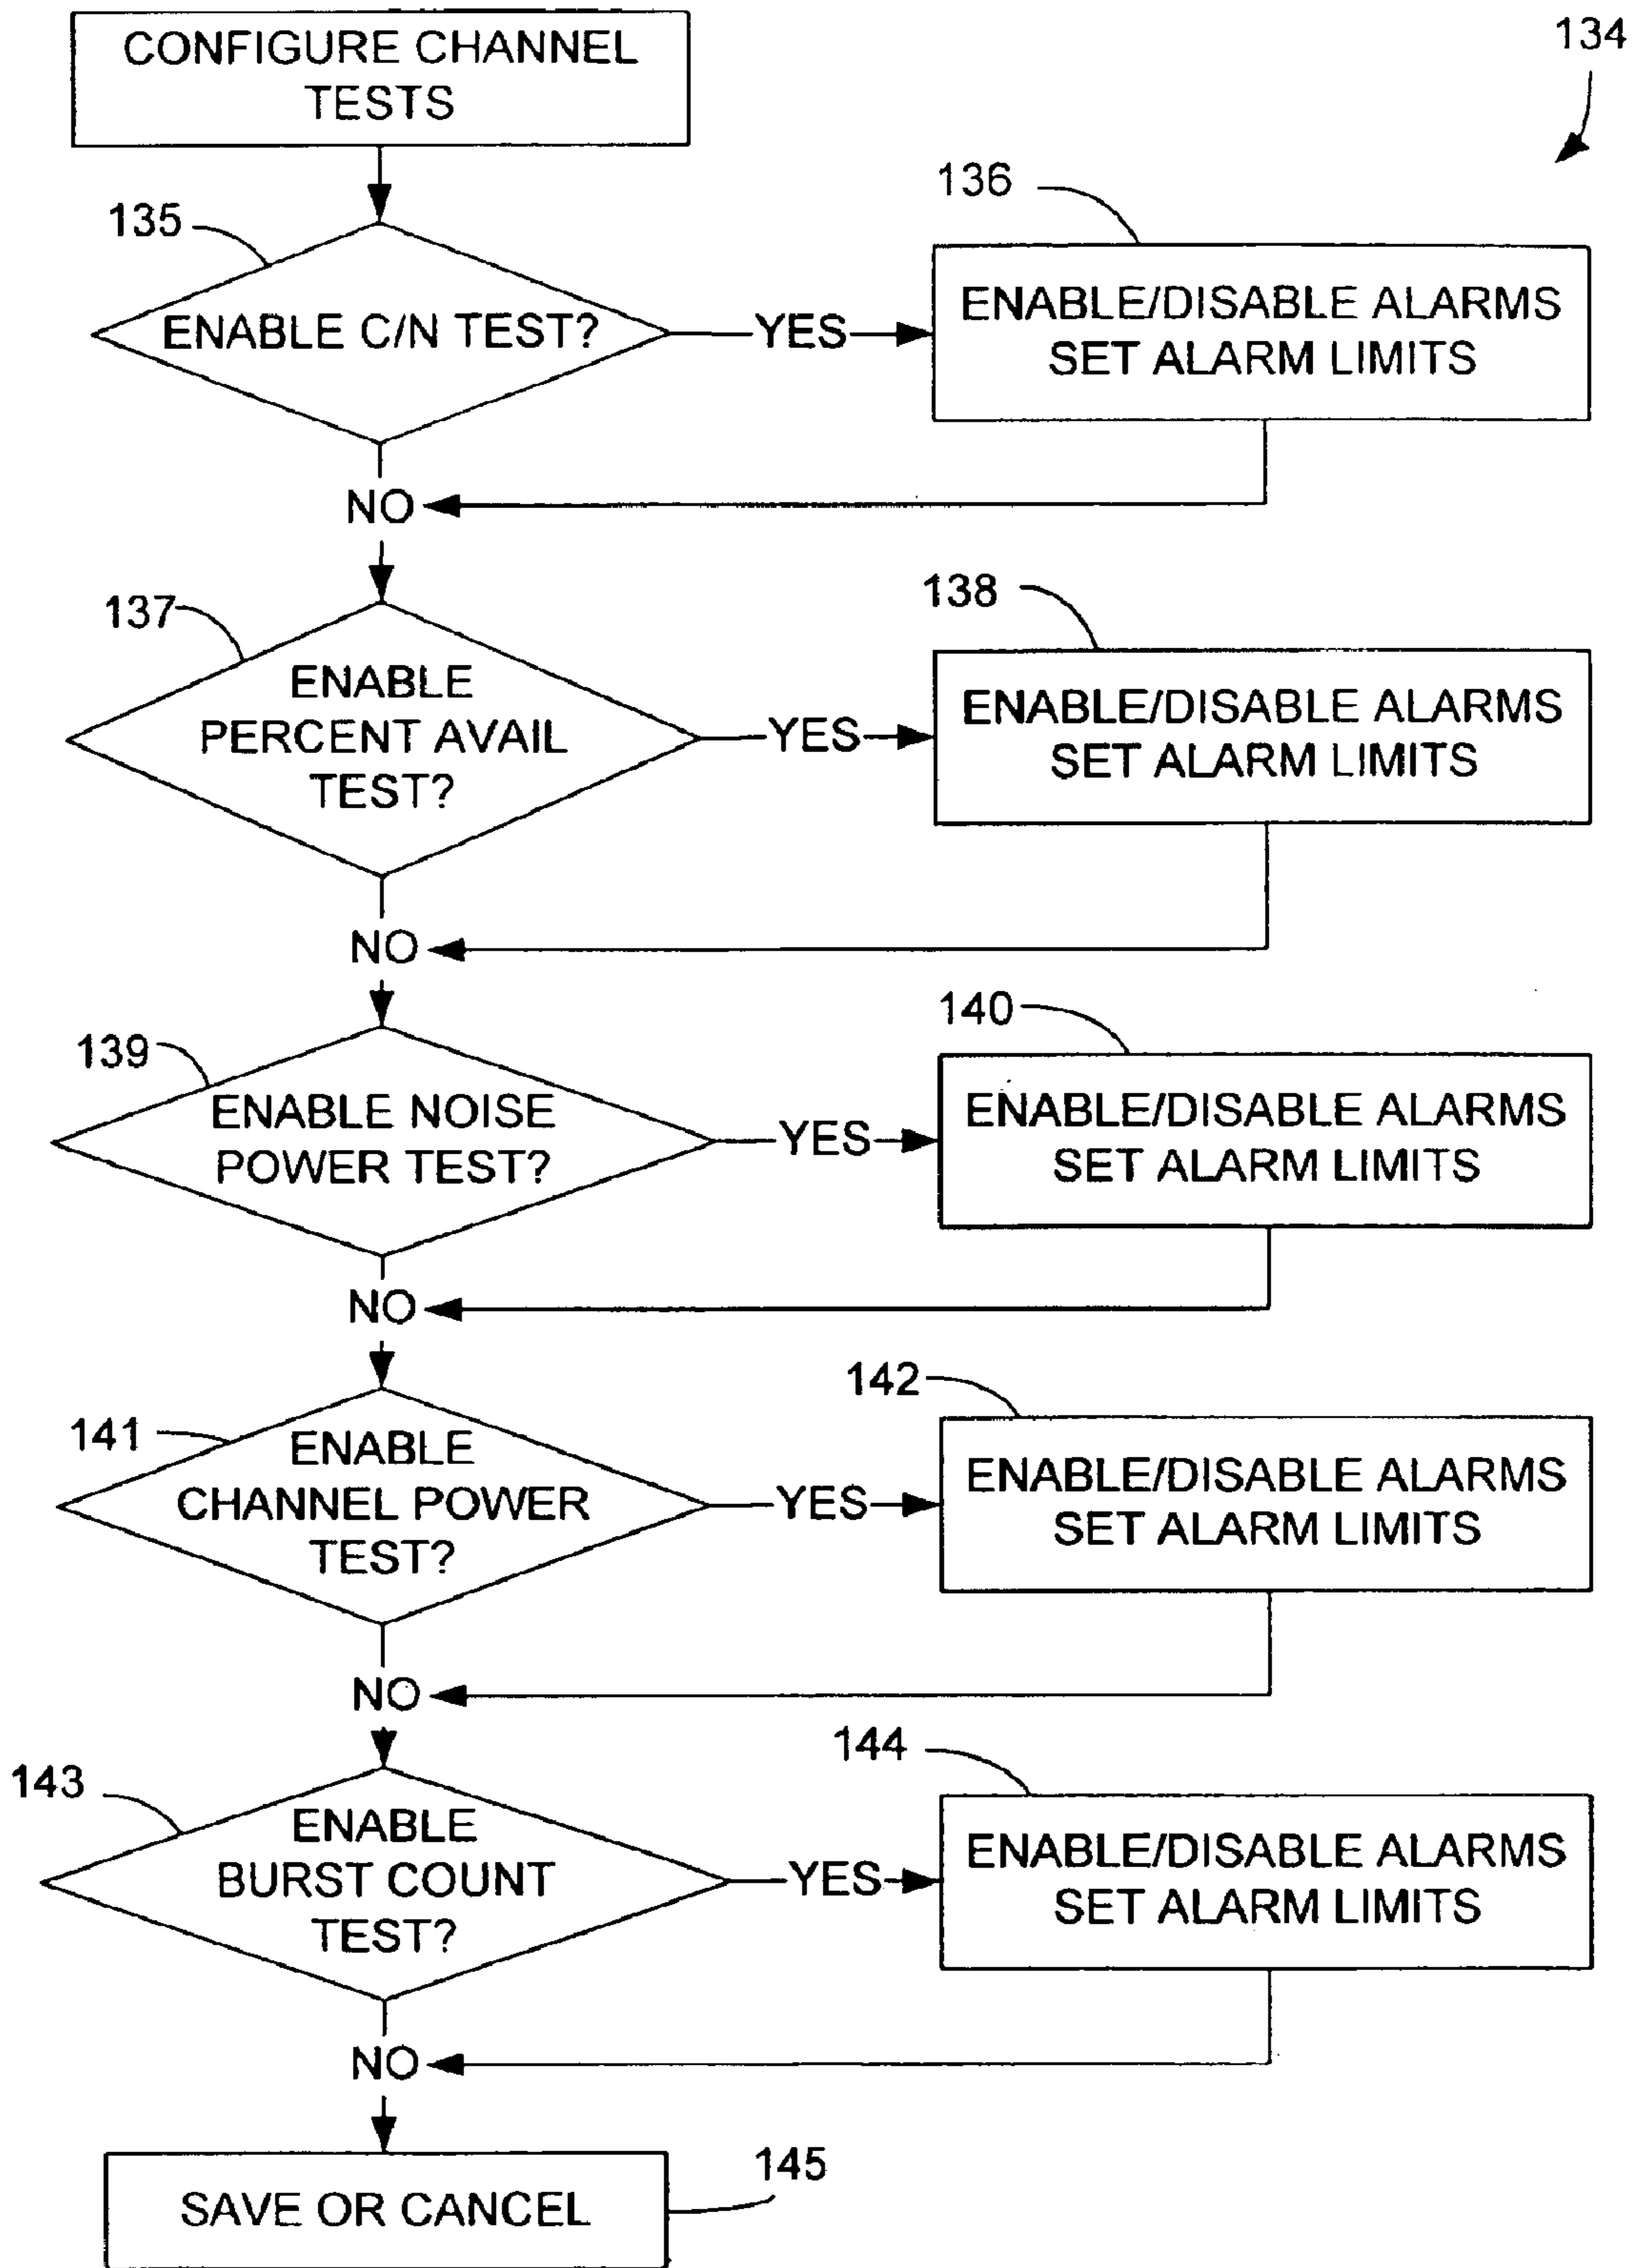 CONFIGURE CHANNEL
TESTS
134
135
ENABLE C/N TEST?
YES
136
ENABLE/DISABLE ALARMS
SET ALARM LIMITS
NO
137
ENABLE
PERCENT AVAIL
TEST?
YES
138
ENABLE/DISABLE ALARMS
SET ALARM LIMITS
NO
139
ENABLE NOISE
POWER TEST?
YES
140
ENABLE/DISABLE ALARMS
SET ALARM LIMITS
NO
141
ENABLE
CHANNEL POWER
TEST?
YES
142
ENABLE/DISABLE ALARMS
SET ALARM LIMITS
NO
143
ENABLE
BURST COUNT
TEST?
YES
144
ENABLE/DISABLE ALARMS
SET ALARM LIMITS
NO
SAVE OR CANCEL
145